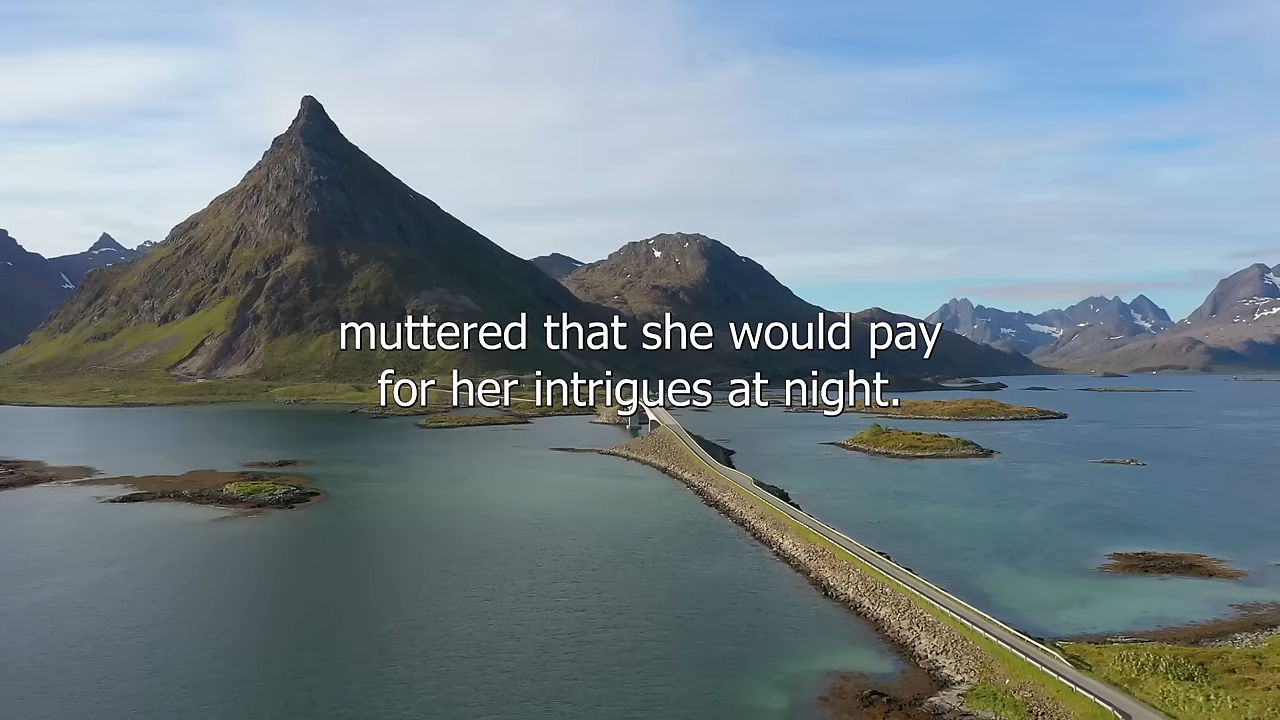 muttered that she would pay
for her intrigues at night.